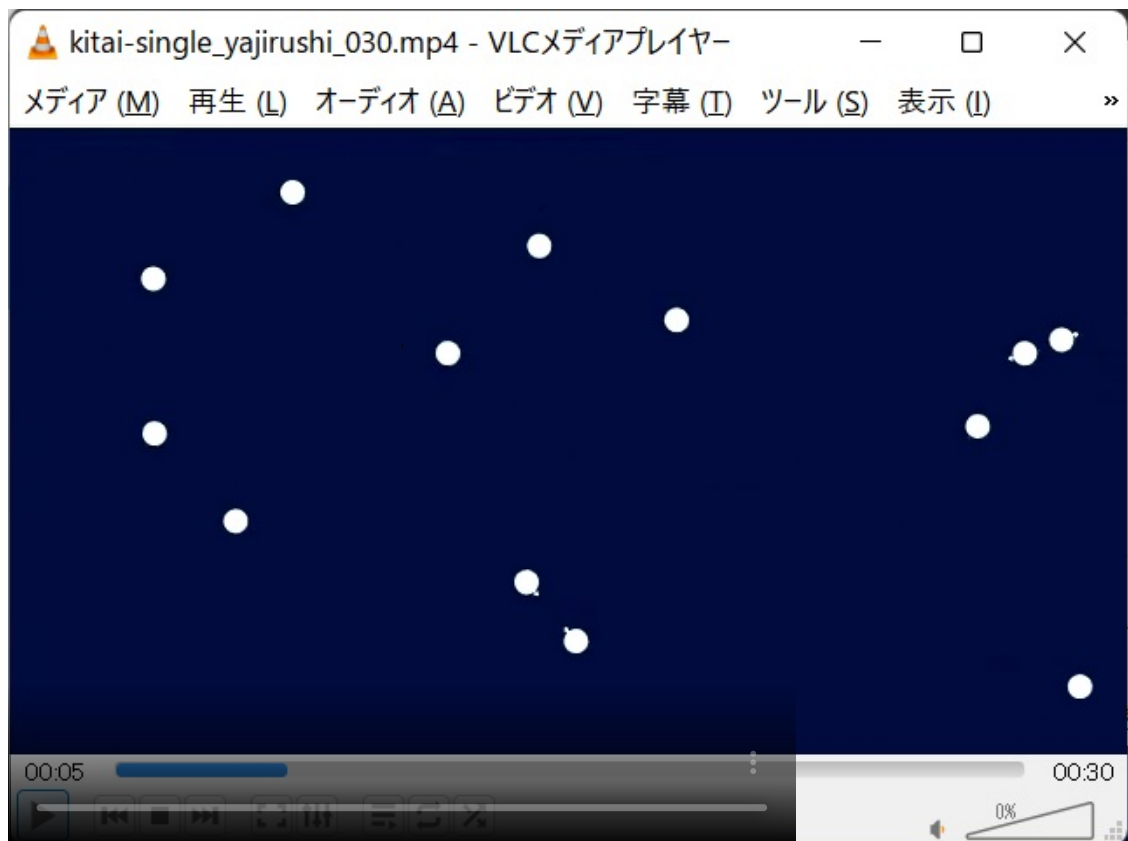 kitai-single_yajirushi_030.mp4 - VLCメディアプレイヤー
メディア (M) 再生 (L) オーディオ (A) ビデオ (V) 字幕 (T) ツール (S) 表示 (I) »
00:05 00:30
0%